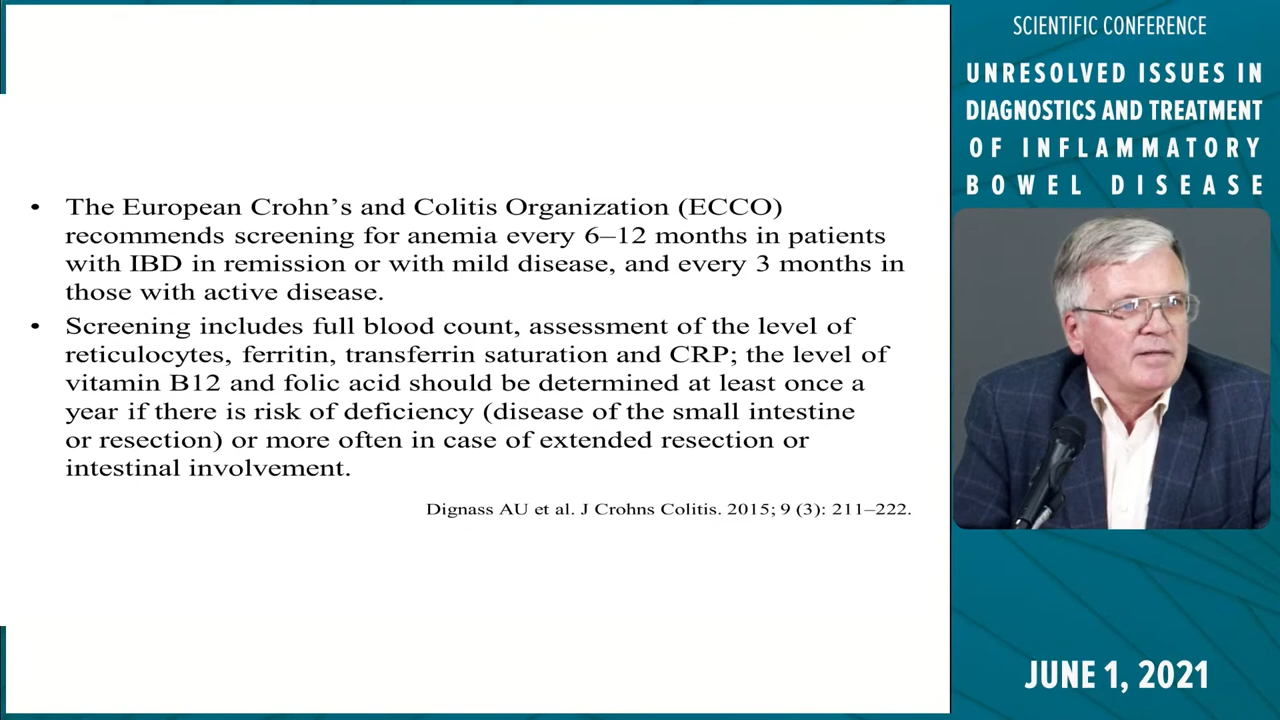 • The European Crohn’s and Colitis Organization (ECCO)
recommends screening for anemia every 6–12 months in patients
with IBD in remission or with mild disease, and every 3 months in
those with active disease.
• Screening includes full blood count, assessment of the level of
reticulocytes, ferritin, transferrin saturation and CRP; the level of
vitamin B12 and folic acid should be determined at least once a
year if there is risk of deficiency (disease of the small intestine
or resection) or more often in case of extended resection or
intestinal involvement.
Dignass AU et al. J Crohns Colitis. 2015; 9 (3): 211–222.
SCIENTIFIC CONFERENCE
UNRESOLVED ISSUES IN
DIAGNOSTICS AND TREATMENT
OF INFLAMMATORY
BOWEL DISEASE
JUNE 1, 2021